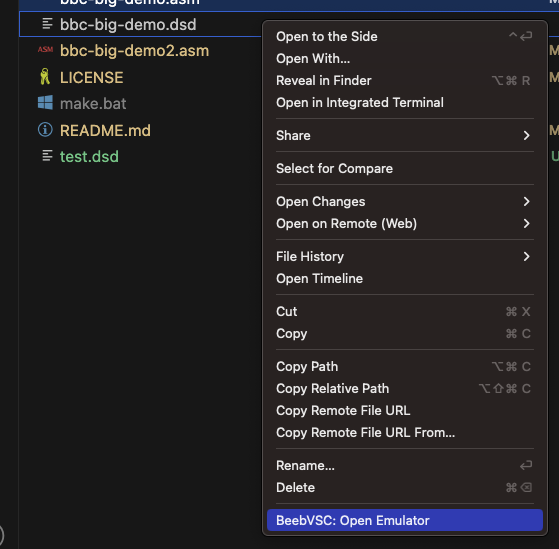 bbc-big-demo.asm
bbc-big-demo.dsd
ASM bbc-big-demo2.asm
LICENSE
make.bat
README.md
test.dsd
Open to the Side
Open With...
Reveal in Finder ⌥⌘ R
Open in Integrated Terminal
Share
Select for Compare
Open Changes
Open on Remote (Web)
File History
Open Timeline
Cut ⌘ X
Copy ⌘ C
Copy Path ⌥⌘ C
Copy Relative Path ⌥⇧⌘ C
Copy Remote File URL
Copy Remote File URL From...
Rename...
Delete
BeebVSC: Open Emulator
M
M
M
U